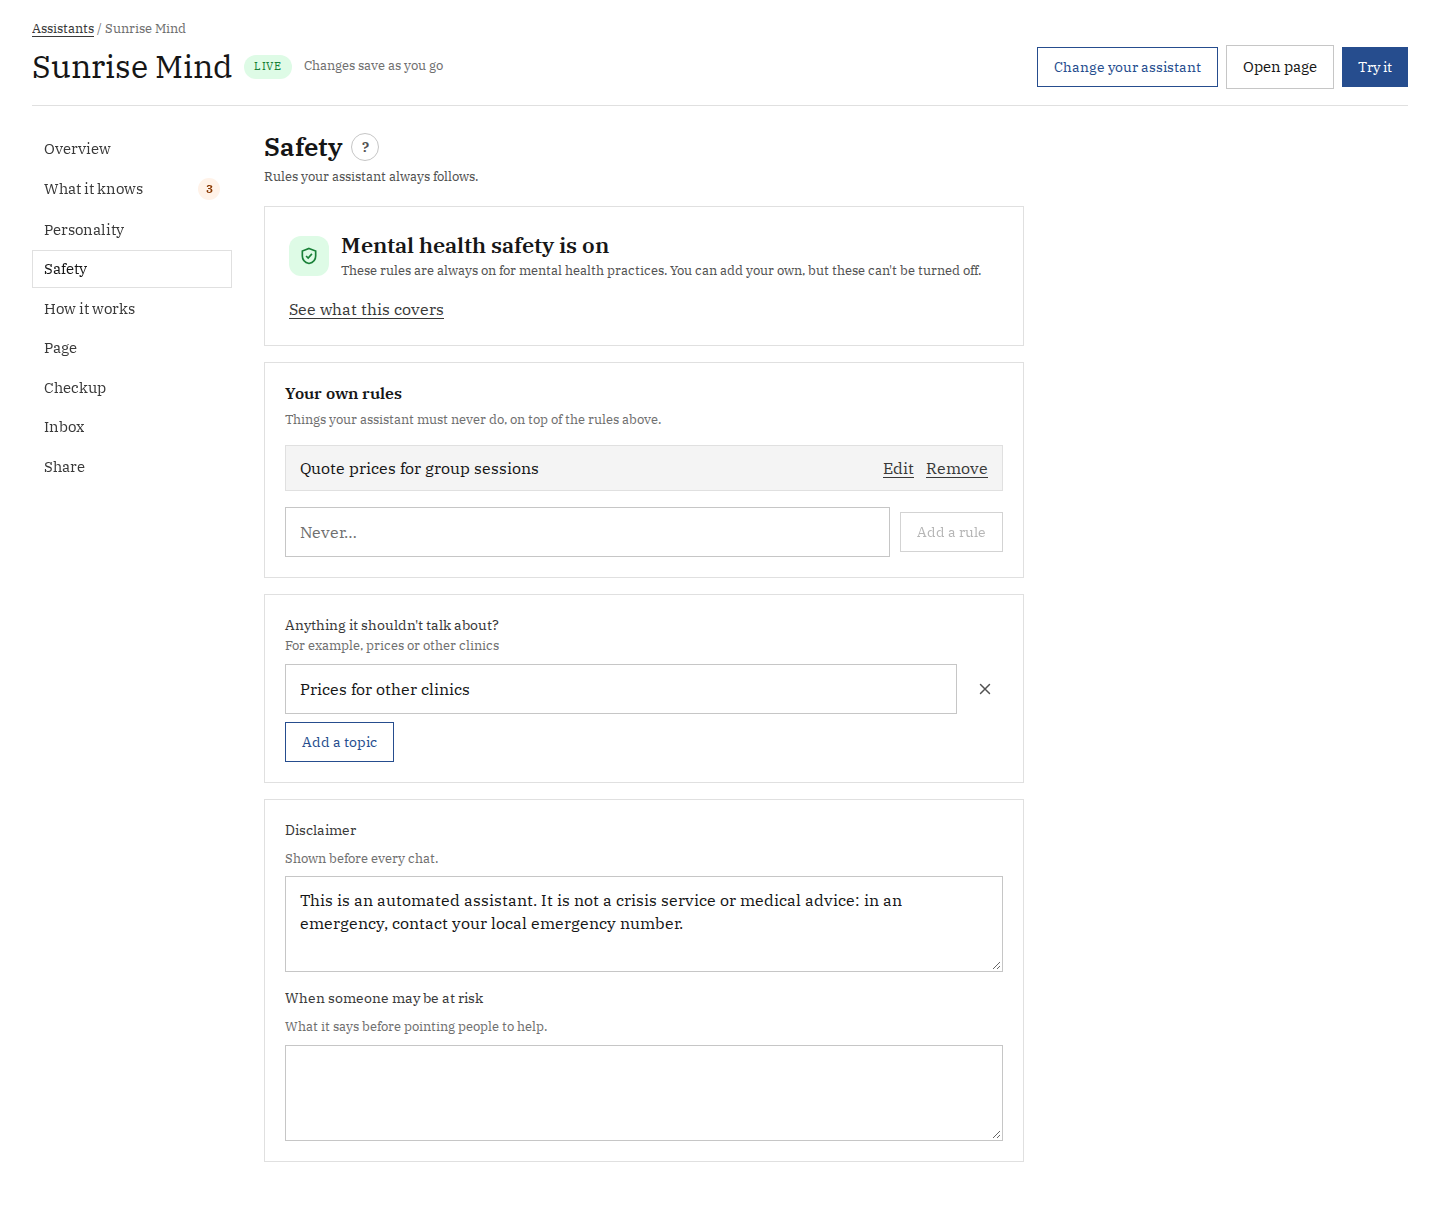 Assistants / Sunrise Mind
Sunrise Mind LIVE Changes save as you go
Change your assistant Open page Try it
Overview
What it knows 3
Personality
Safety
How it works
Page
Checkup
Inbox
Share
Safety ?
Rules your assistant always follows.
Mental health safety is on
These rules are always on for mental health practices. You can add your own, but these can't be turned off.
See what this covers
Your own rules
Things your assistant must never do, on top of the rules above.
Quote prices for group sessions Edit Remove
Never... Add a rule
Anything it shouldn't talk about?
For example, prices or other clinics
Prices for other clinics
Add a topic
Disclaimer
Shown before every chat.
This is an automated assistant. It is not a crisis service or medical advice: in an
emergency, contact your local emergency number.
When someone may be at risk
What it says before pointing people to help.